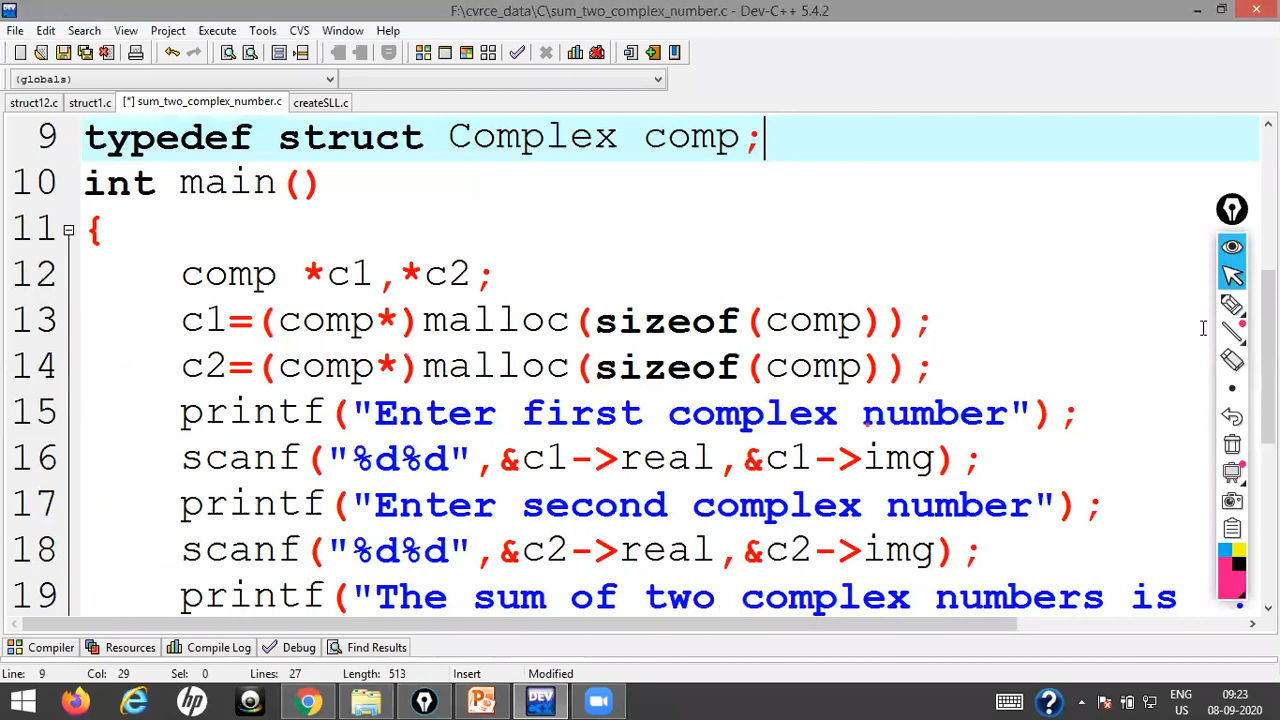 F:\cvrce_data\C\sum_two_complex_number.c - Dev-C++ 5.4.2
File Edit Search View Project Execute Tools CVS Window Help
(globals)
struct12.c struct1.c [*] sum_two_complex_number.c createSLL.c
9 typedef struct Complex comp;
10 int main()
11 {
12 comp *c1,*c2;
13 c1=(comp*)malloc(sizeof(comp));
14 c2=(comp*)malloc(sizeof(comp));
15 printf("Enter first complex number");
16 scanf("%d%d",&c1->real,&c1->img);
17 printf("Enter second complex number");
18 scanf("%d%d",&c2->real,&c2->img);
19 printf("The sum of two complex numbers is
Compiler Resources Compile Log Debug Find Results
Line: 9 Col: 29 Sel: 0 Lines: 27 Length: 513 Insert Modified
DEV
ENG 09:23
US 08-09-2020